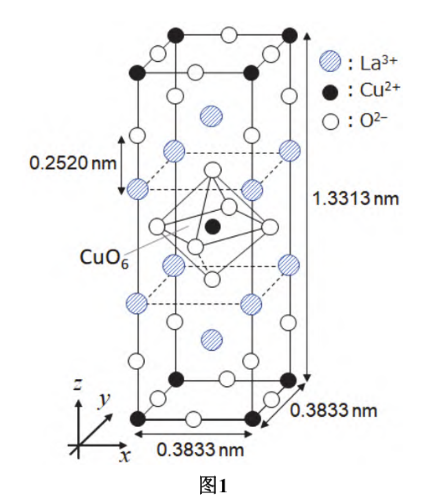 : La³⁺
: Cu²⁺
: O²⁻
0.2520 nm
1.3313 nm
CuO₆
z
y
x
0.3833 nm
0.3833 nm
图1